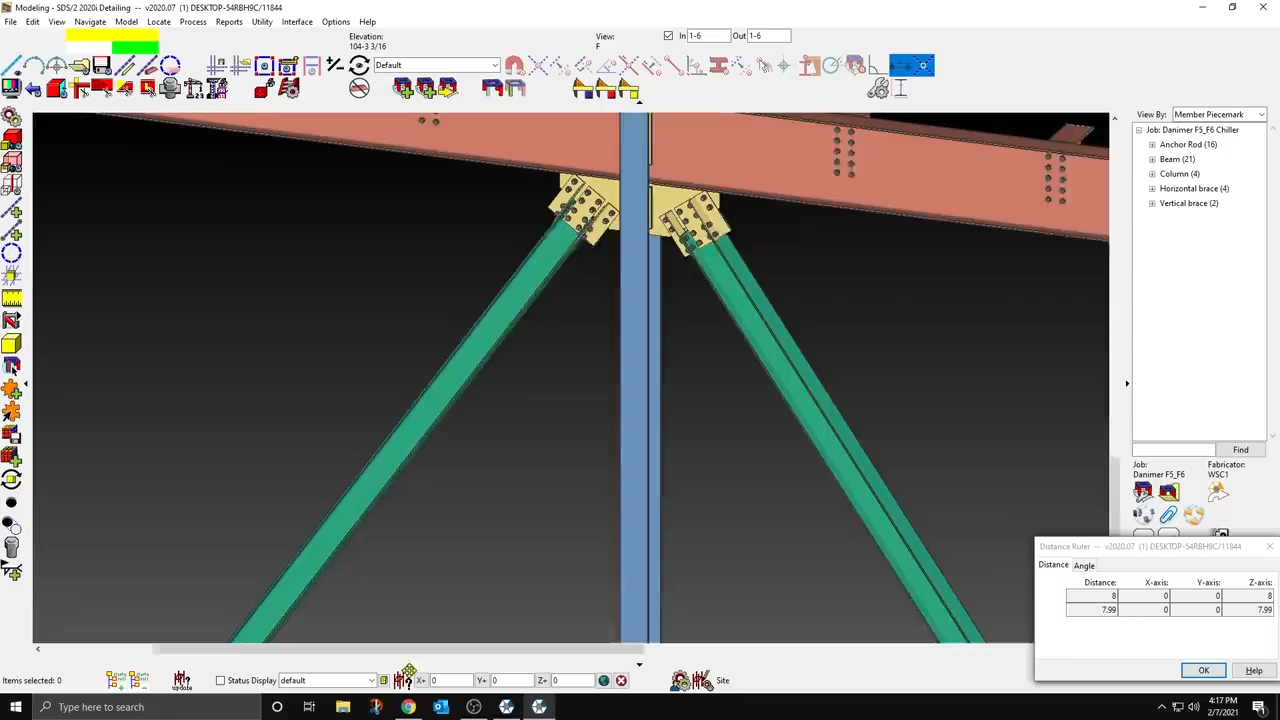 Modeling -- SDS/2 2020i Detailing -- v2020.07 (1) DESKTOP-54RBH9C/11844
File Edit View Navigate Model Locate Process Reports Utility Interface Options Help
Elevation:
104-3 3/16
View:
F
In 1-6 Out 1-6
Default
View By: Member Piecemark
Job: Danimer F5_F6 Chiller
Anchor Rod (16)
Beam (21)
Column (4)
Horizontal brace (4)
Vertical brace (2)
Find
Job:
Danimer F5_F6
Fabricator:
WSC1
Distance Ruler -- v2020.07 (1) DESKTOP-54RBH9C/11844
Distance Angle
Distance: X-axis: Y-axis: Z-axis:
8 0 0 8
7.99 0 0 7.99
OK Help
Items selected: 0
update
Status Display default
X+ 0 Y+ 0 Z+ 0
Site
Type here to search
4:17 PM
2/7/2021